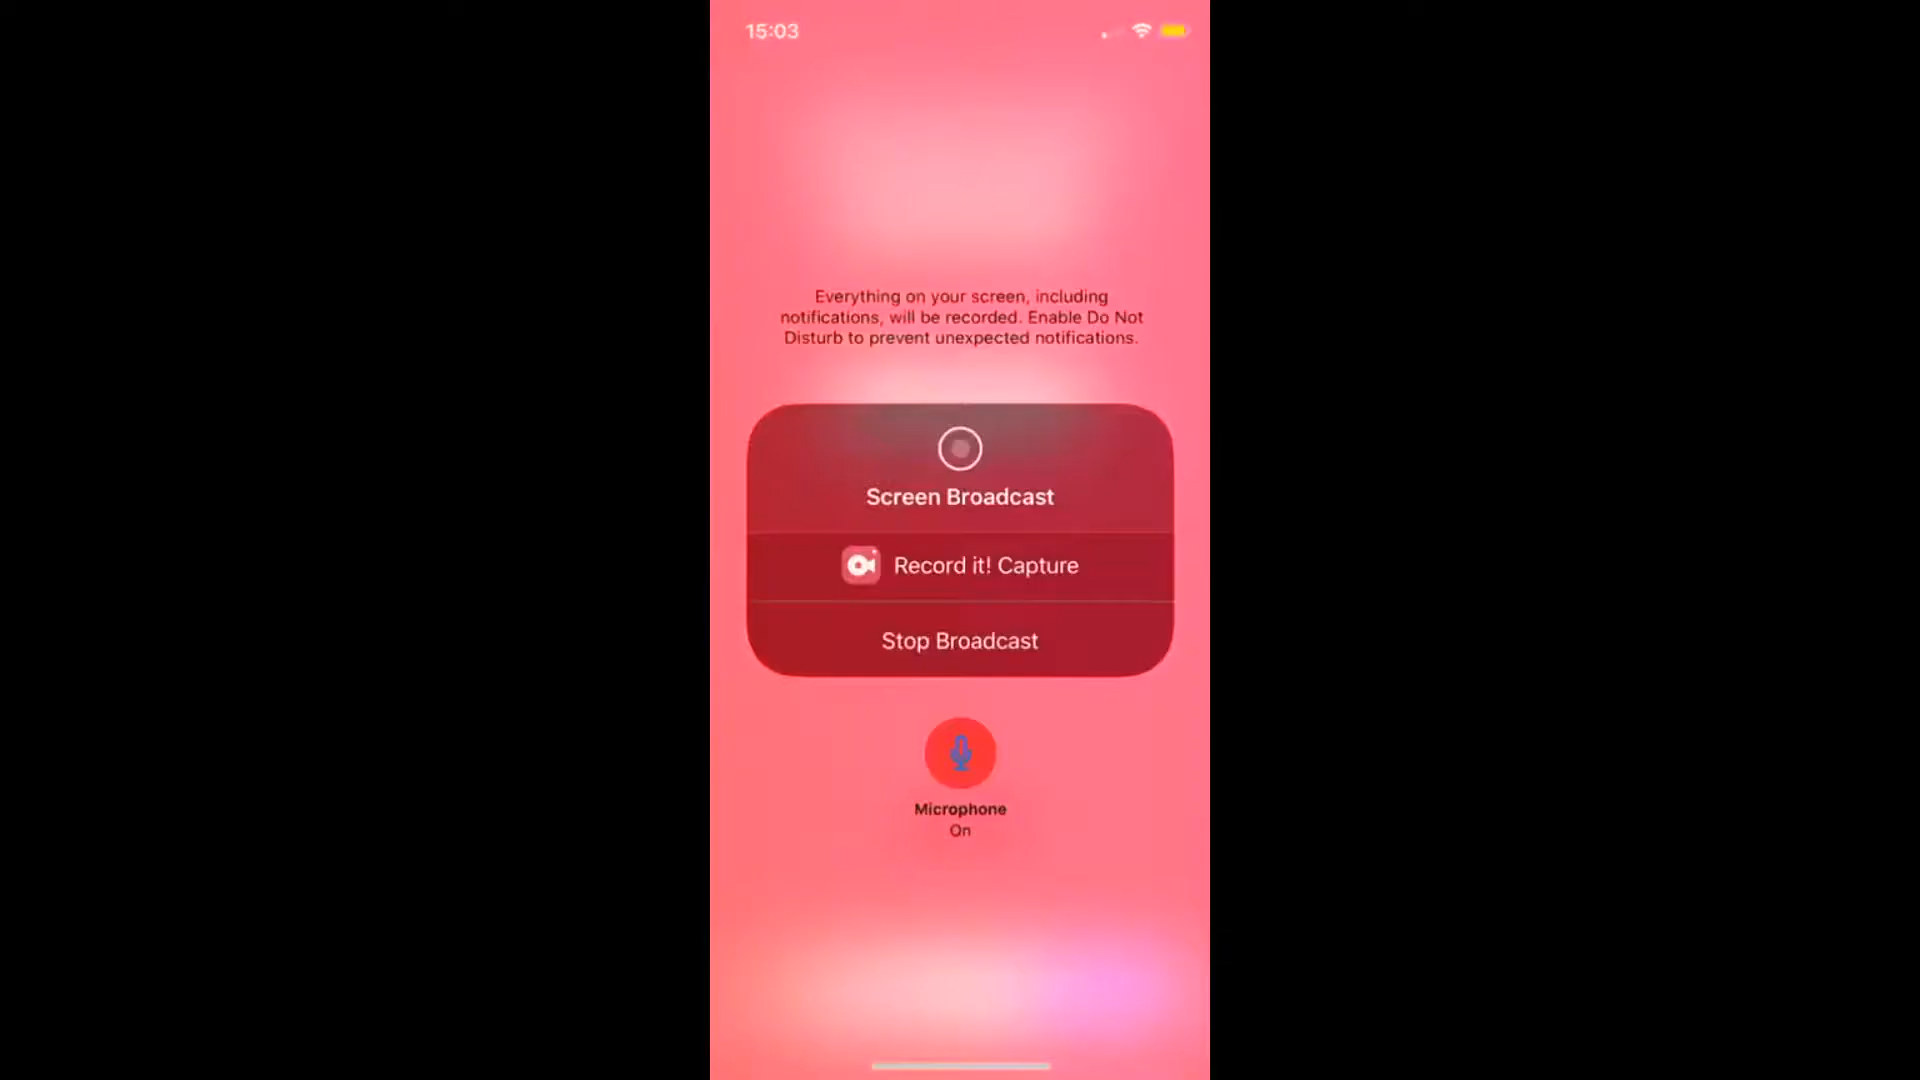 15:03
Everything on your screen, including
notifications, will be recorded. Enable Do Not
Disturb to prevent unexpected notifications.
Screen Broadcast
Record it! Capture
Stop Broadcast
Microphone
On